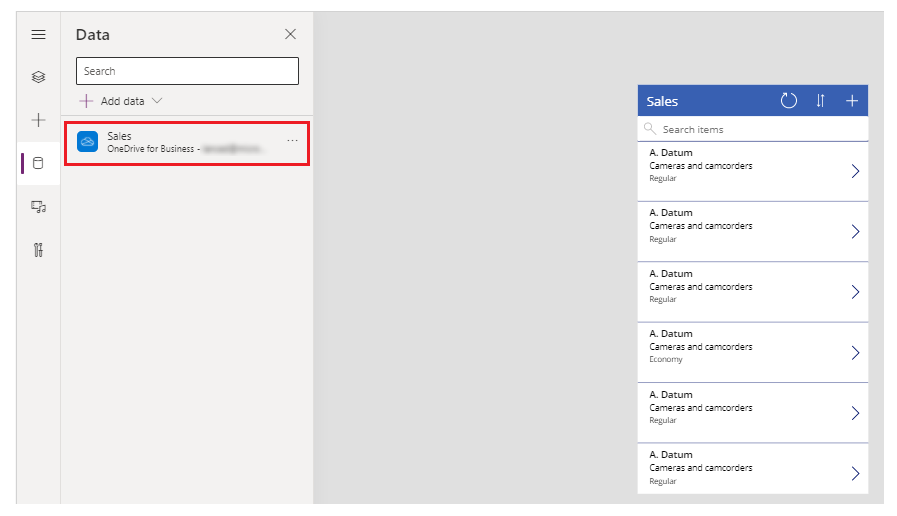 Data
Search
Add data
Sales
OneDrive for Business -
Sales
Search items
A. Datum
Cameras and camcorders
Regular
A. Datum
Cameras and camcorders
Regular
A. Datum
Cameras and camcorders
Regular
A. Datum
Cameras and camcorders
Economy
A. Datum
Cameras and camcorders
Regular
A. Datum
Cameras and camcorders
Regular